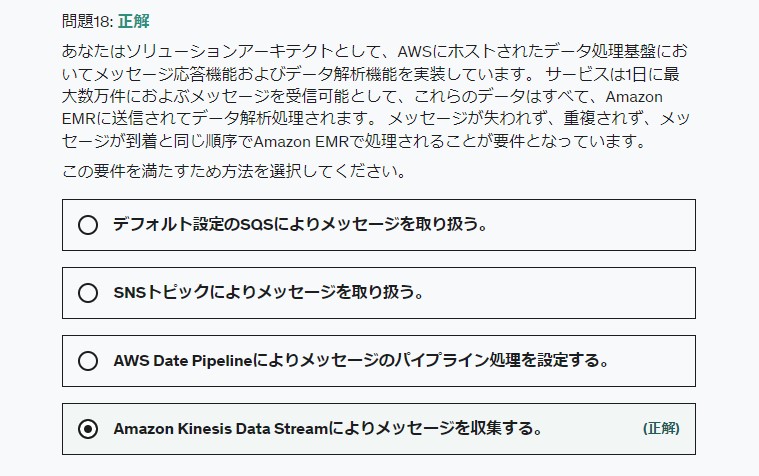 問題18: 正解
あなたはソリューションアーキテクトとして、AWSにホストされたデータ処理基盤にお
いてメッセージ応答機能およびデータ解析機能を実装しています。 サービスは1日に最
大数万件におよぶメッセージを受信可能として、これらのデータはすべて、Amazon
EMRに送信されてデータ解析処理されます。 メッセージが失われず、重複されず、メッ
セージが到着と同じ順序でAmazon EMRで処理されることが要件となっています。
この要件を満たすため方法を選択してください。
デフォルト設定のSQSによりメッセージを取り扱う。
SNSトピックによりメッセージを取り扱う。
AWS Date Pipelineによりメッセージのパイプライン処理を設定する。
Amazon Kinesis Data Streamによりメッセージを収集する。 (正解)